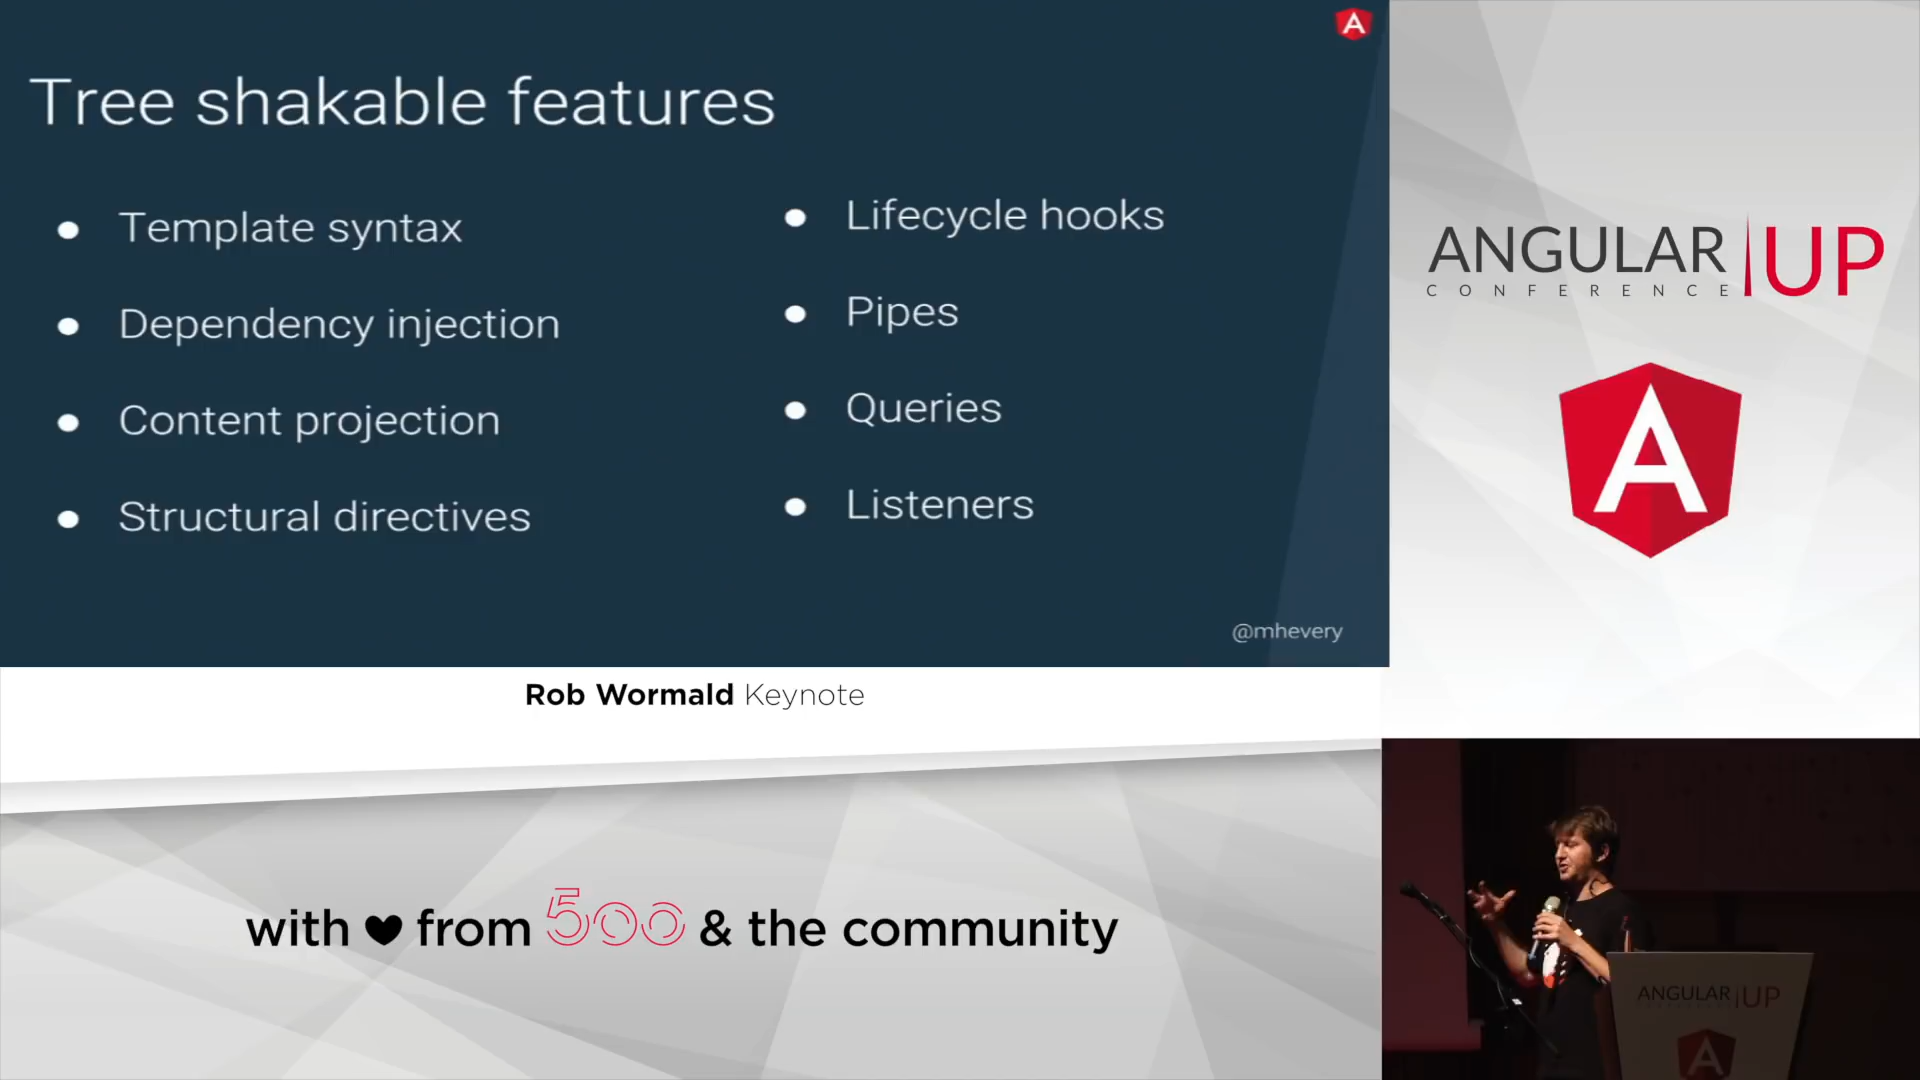 Tree shakable features
Template syntax
Dependency injection
Content projection
Structural directives
Lifecycle hooks
Pipes
Queries
Listeners
@mhevery
Rob Wormald Keynote
with from 500 & the community
ANGULAR UP
CONFERENCE
ANGULAR UP